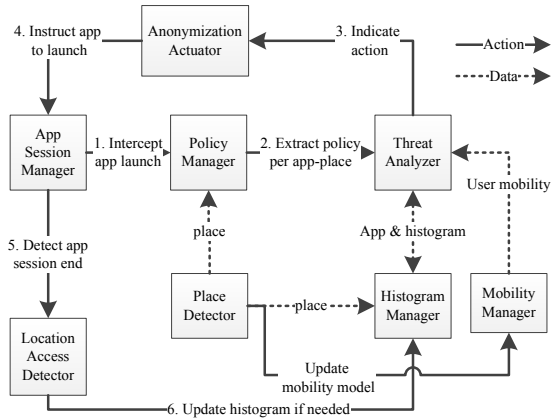 4. Instruct app
to launch
Anonymization
Actuator
3. Indicate
action
Action
Data
App
Session
Manager
1. Intercept
app launch
Policy
Manager
2. Extract policy
per app-place
Threat
Analyzer
User mobility
place
App & histogram
5. Detect app
session end
Place
Detector
place
Histogram
Manager
Mobility
Manager
Location
Access
Detector
Update
mobility model
6. Update histogram if needed